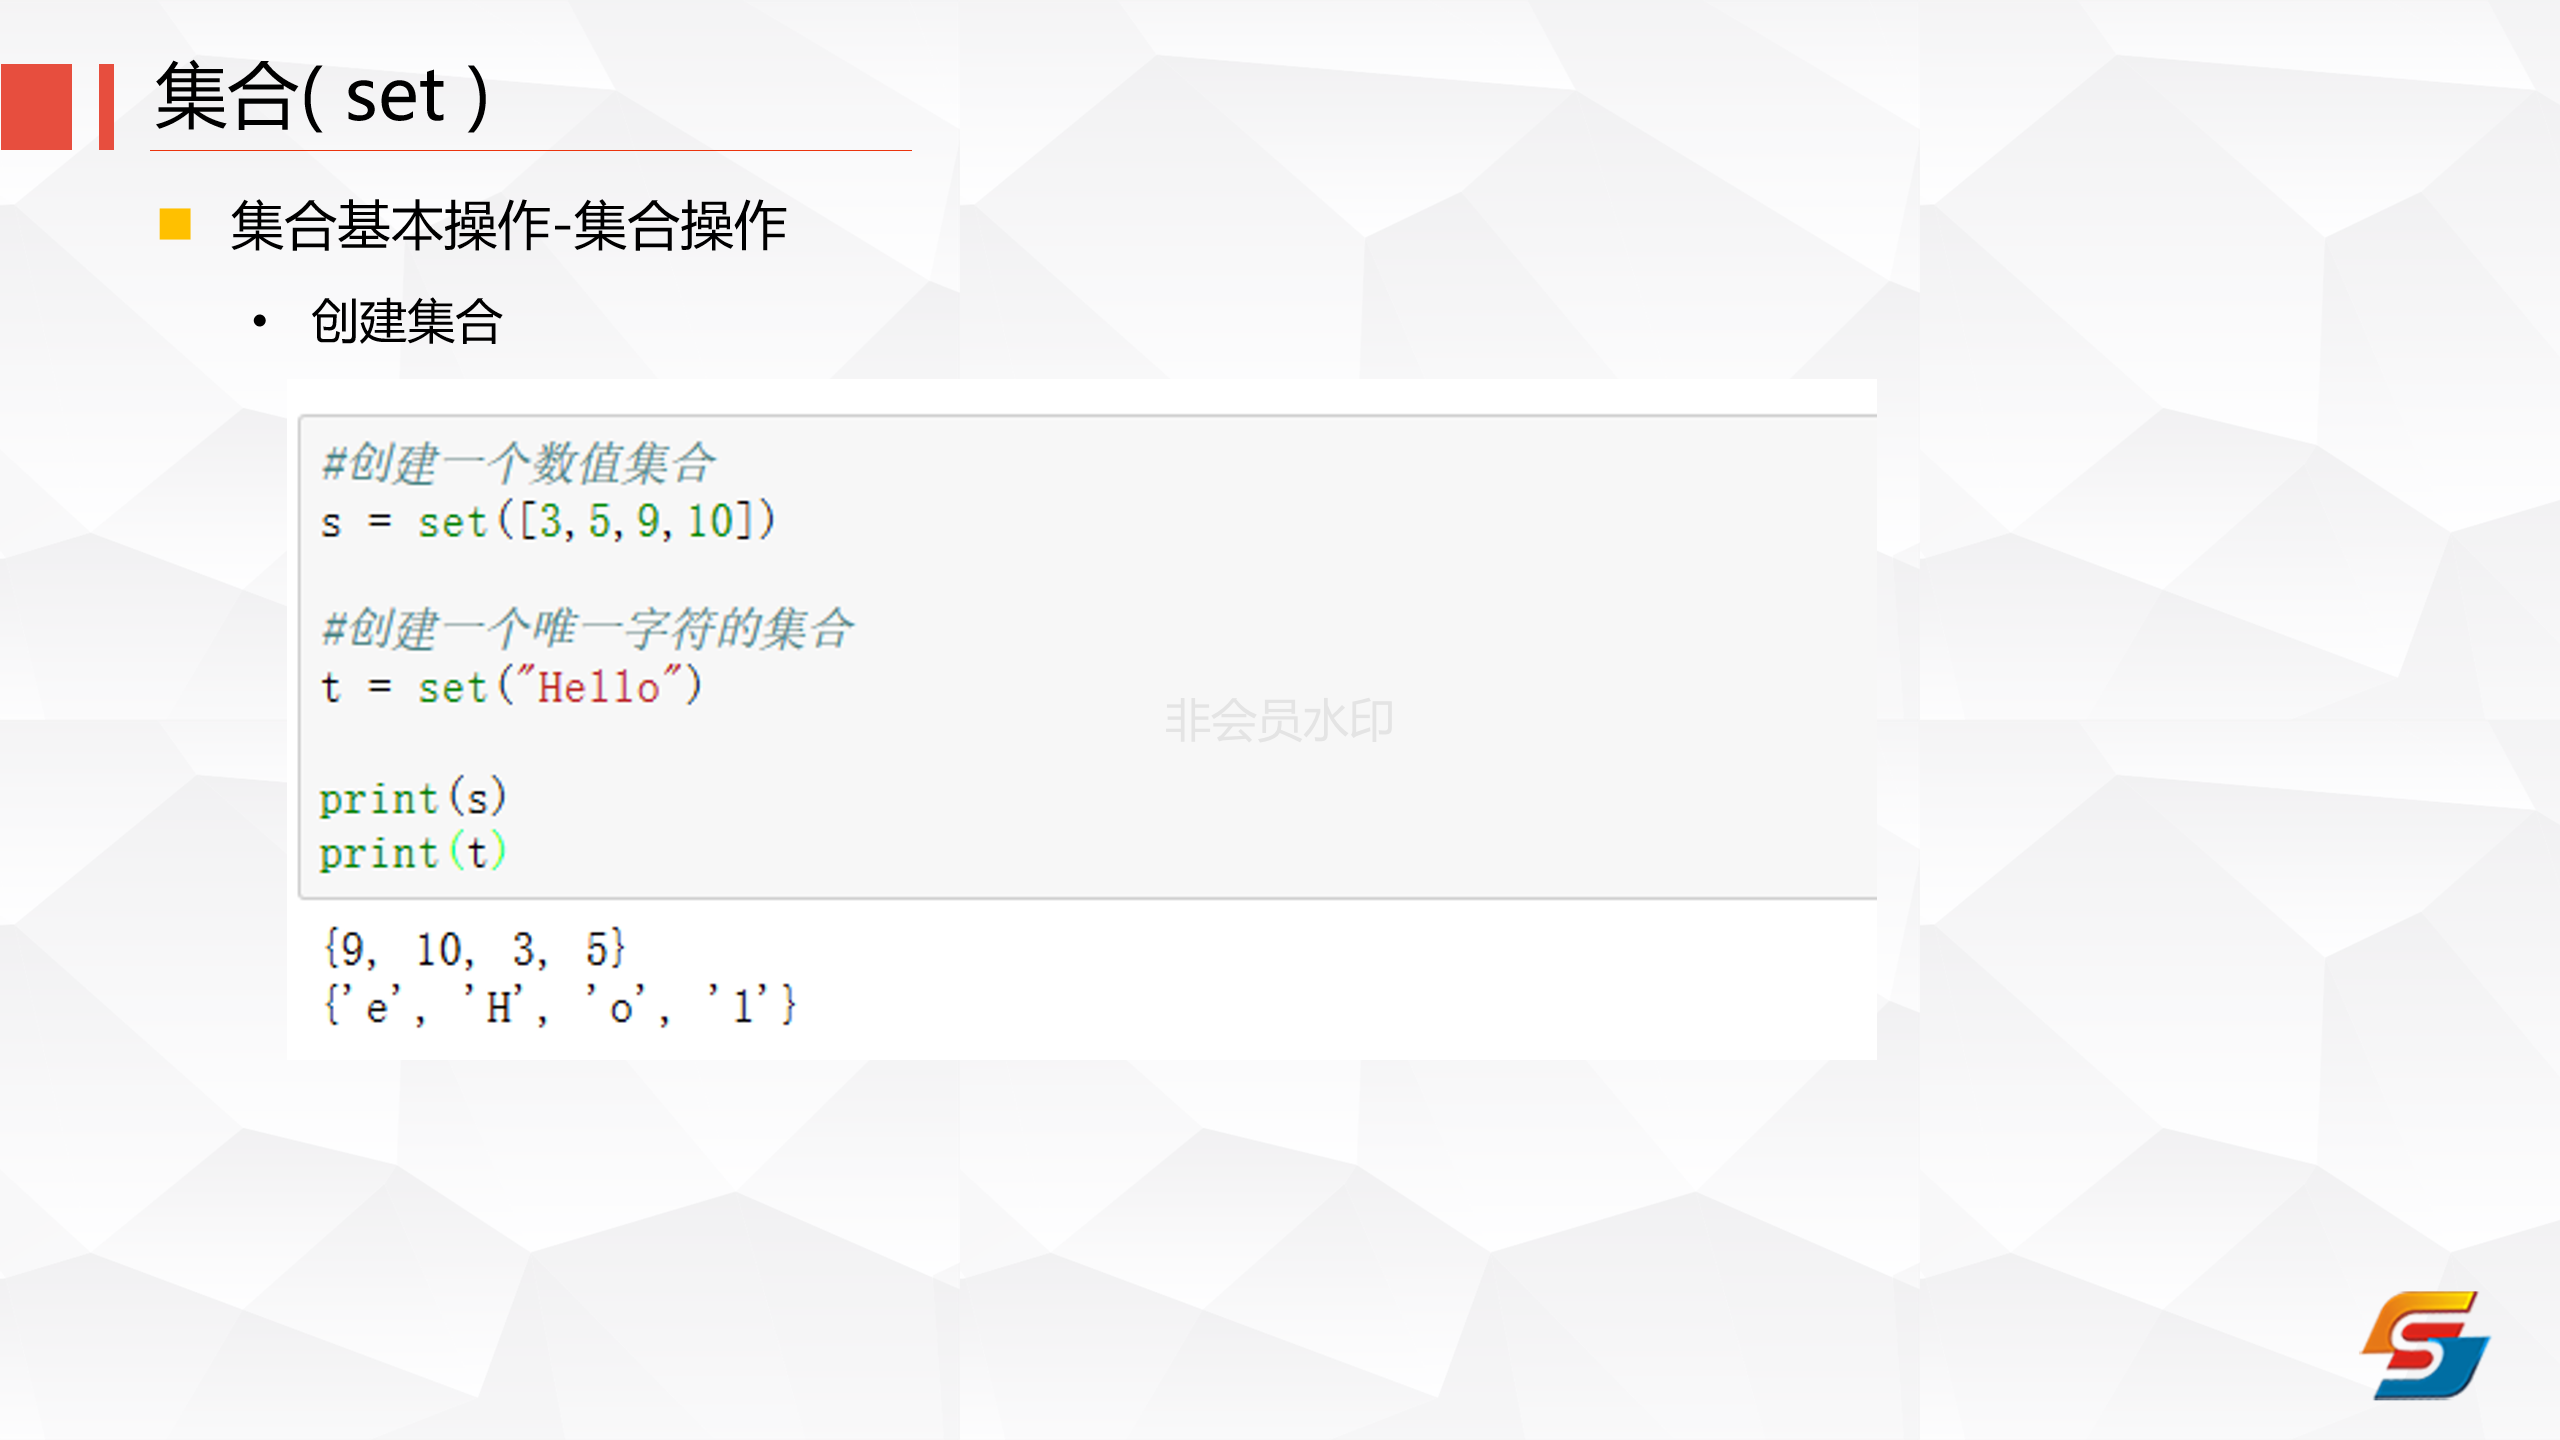 集合( set )
集合基本操作-集合操作
• 创建集合
#创建一个数值集合
s = set([3,5,9,10])
#创建一个唯一字符的集合
t = set("Hello")
非会员水印
print(s)
print(t)
{9, 10, 3, 5}
{'e', 'H', 'o', 'l'}